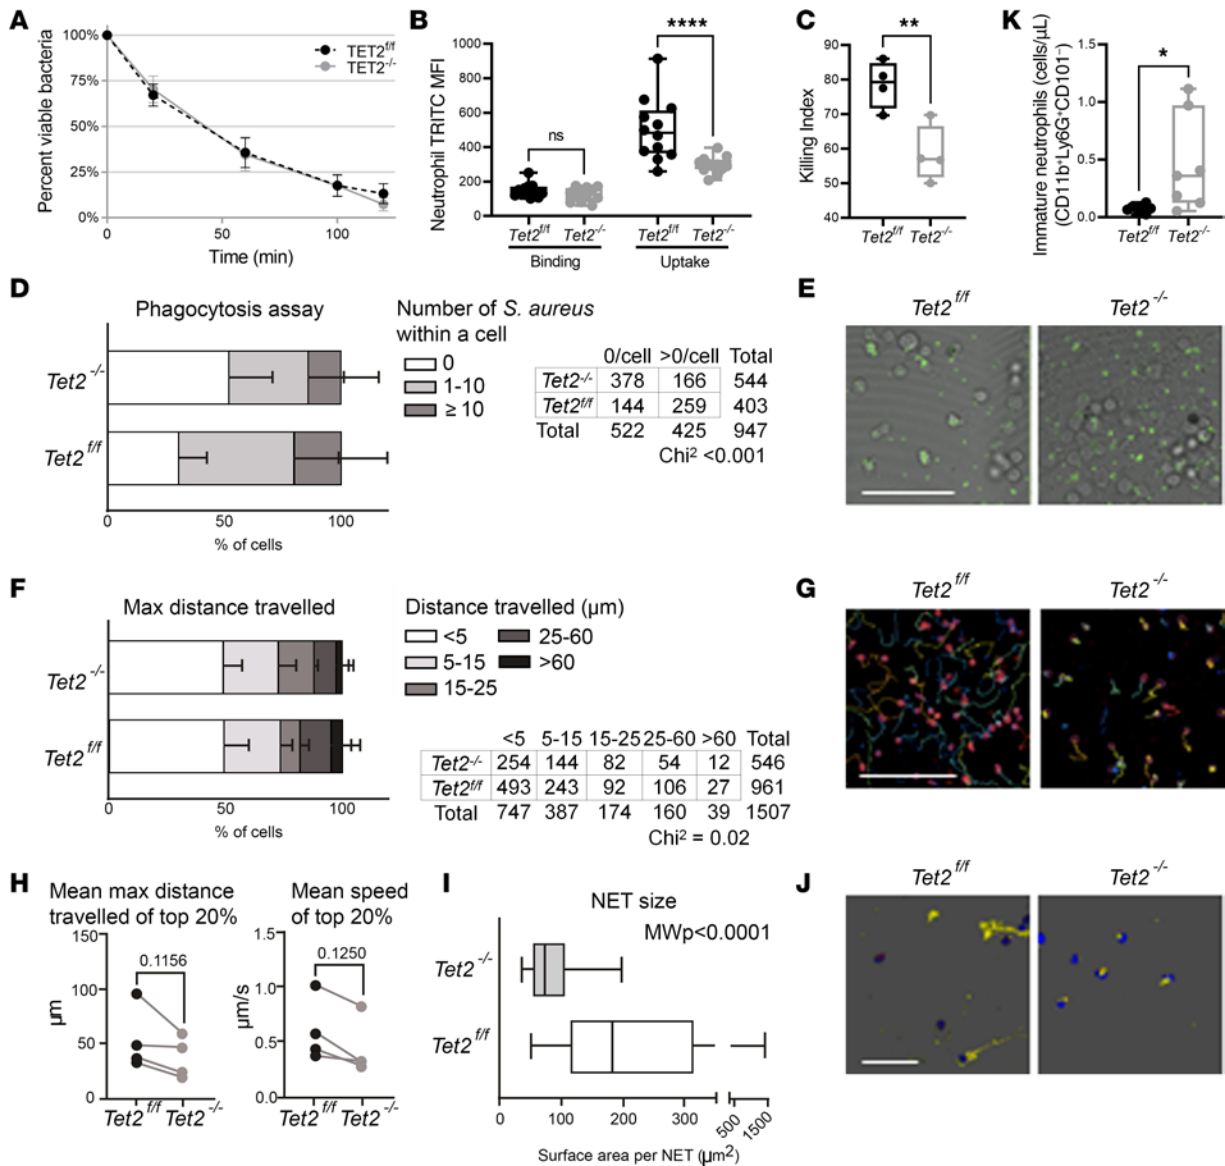 A
Percent viable bacteria
100%
75%
50%
25%
0%
0
50
100
Time (min)
TET2f/f
TET2-/-
B
Neutrophil TRITC MFI
1000
800
600
400
200
0
ns
****
Tet2f/f Tet2-/- Tet2f/f Tet2-/-
Binding Uptake
C
Killing Index
90
80
70
60
50
40
**
Tet2f/f Tet2-/-
K
Immature neutrophils (cells/µL)
(CD11b+Ly6G+CD101-)
1.5
1.0
0.5
0.0
*
Tet2f/f Tet2-/-
D
Phagocytosis assay
Tet2-/-
Tet2f/f
0 50 100
% of cells
Number of S. aureus
within a cell
0
1-10
≥ 10
0/cell >0/cell Total
Tet2-/- 378 166 544
Tet2f/f 144 259 403
Total 522 425 947
Chi2 <0.001
E
Tet2f/f Tet2-/-
F
Max distance travelled
Tet2-/-
Tet2f/f
0 50 100
% of cells
Distance travelled (µm)
<5 25-60
5-15 >60
15-25
<5 5-15 15-25 25-60 >60 Total
Tet2-/- 254 144 82 54 12 546
Tet2f/f 493 243 92 106 27 961
Total 747 387 174 160 39 1507
Chi2 = 0.02
G
Tet2f/f Tet2-/-
H
Mean max distance
travelled of top 20%
150
100
50
0
µm
0.1156
Tet2f/f Tet2-/-
Mean speed
of top 20%
1.5
1.0
0.5
0.0
µm/s
0.1250
Tet2f/f Tet2-/-
I
NET size
MWp<0.0001
Tet2-/-
Tet2f/f
0 100 200 300 500 1500
Surface area per NET (µm2)
J
Tet2f/f Tet2-/-